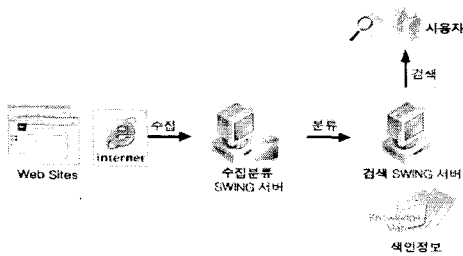 사용자
검색
수집
분류
internet
Web Sites
수집분류
SWING 서버
검색 SWING 서버
색인정보